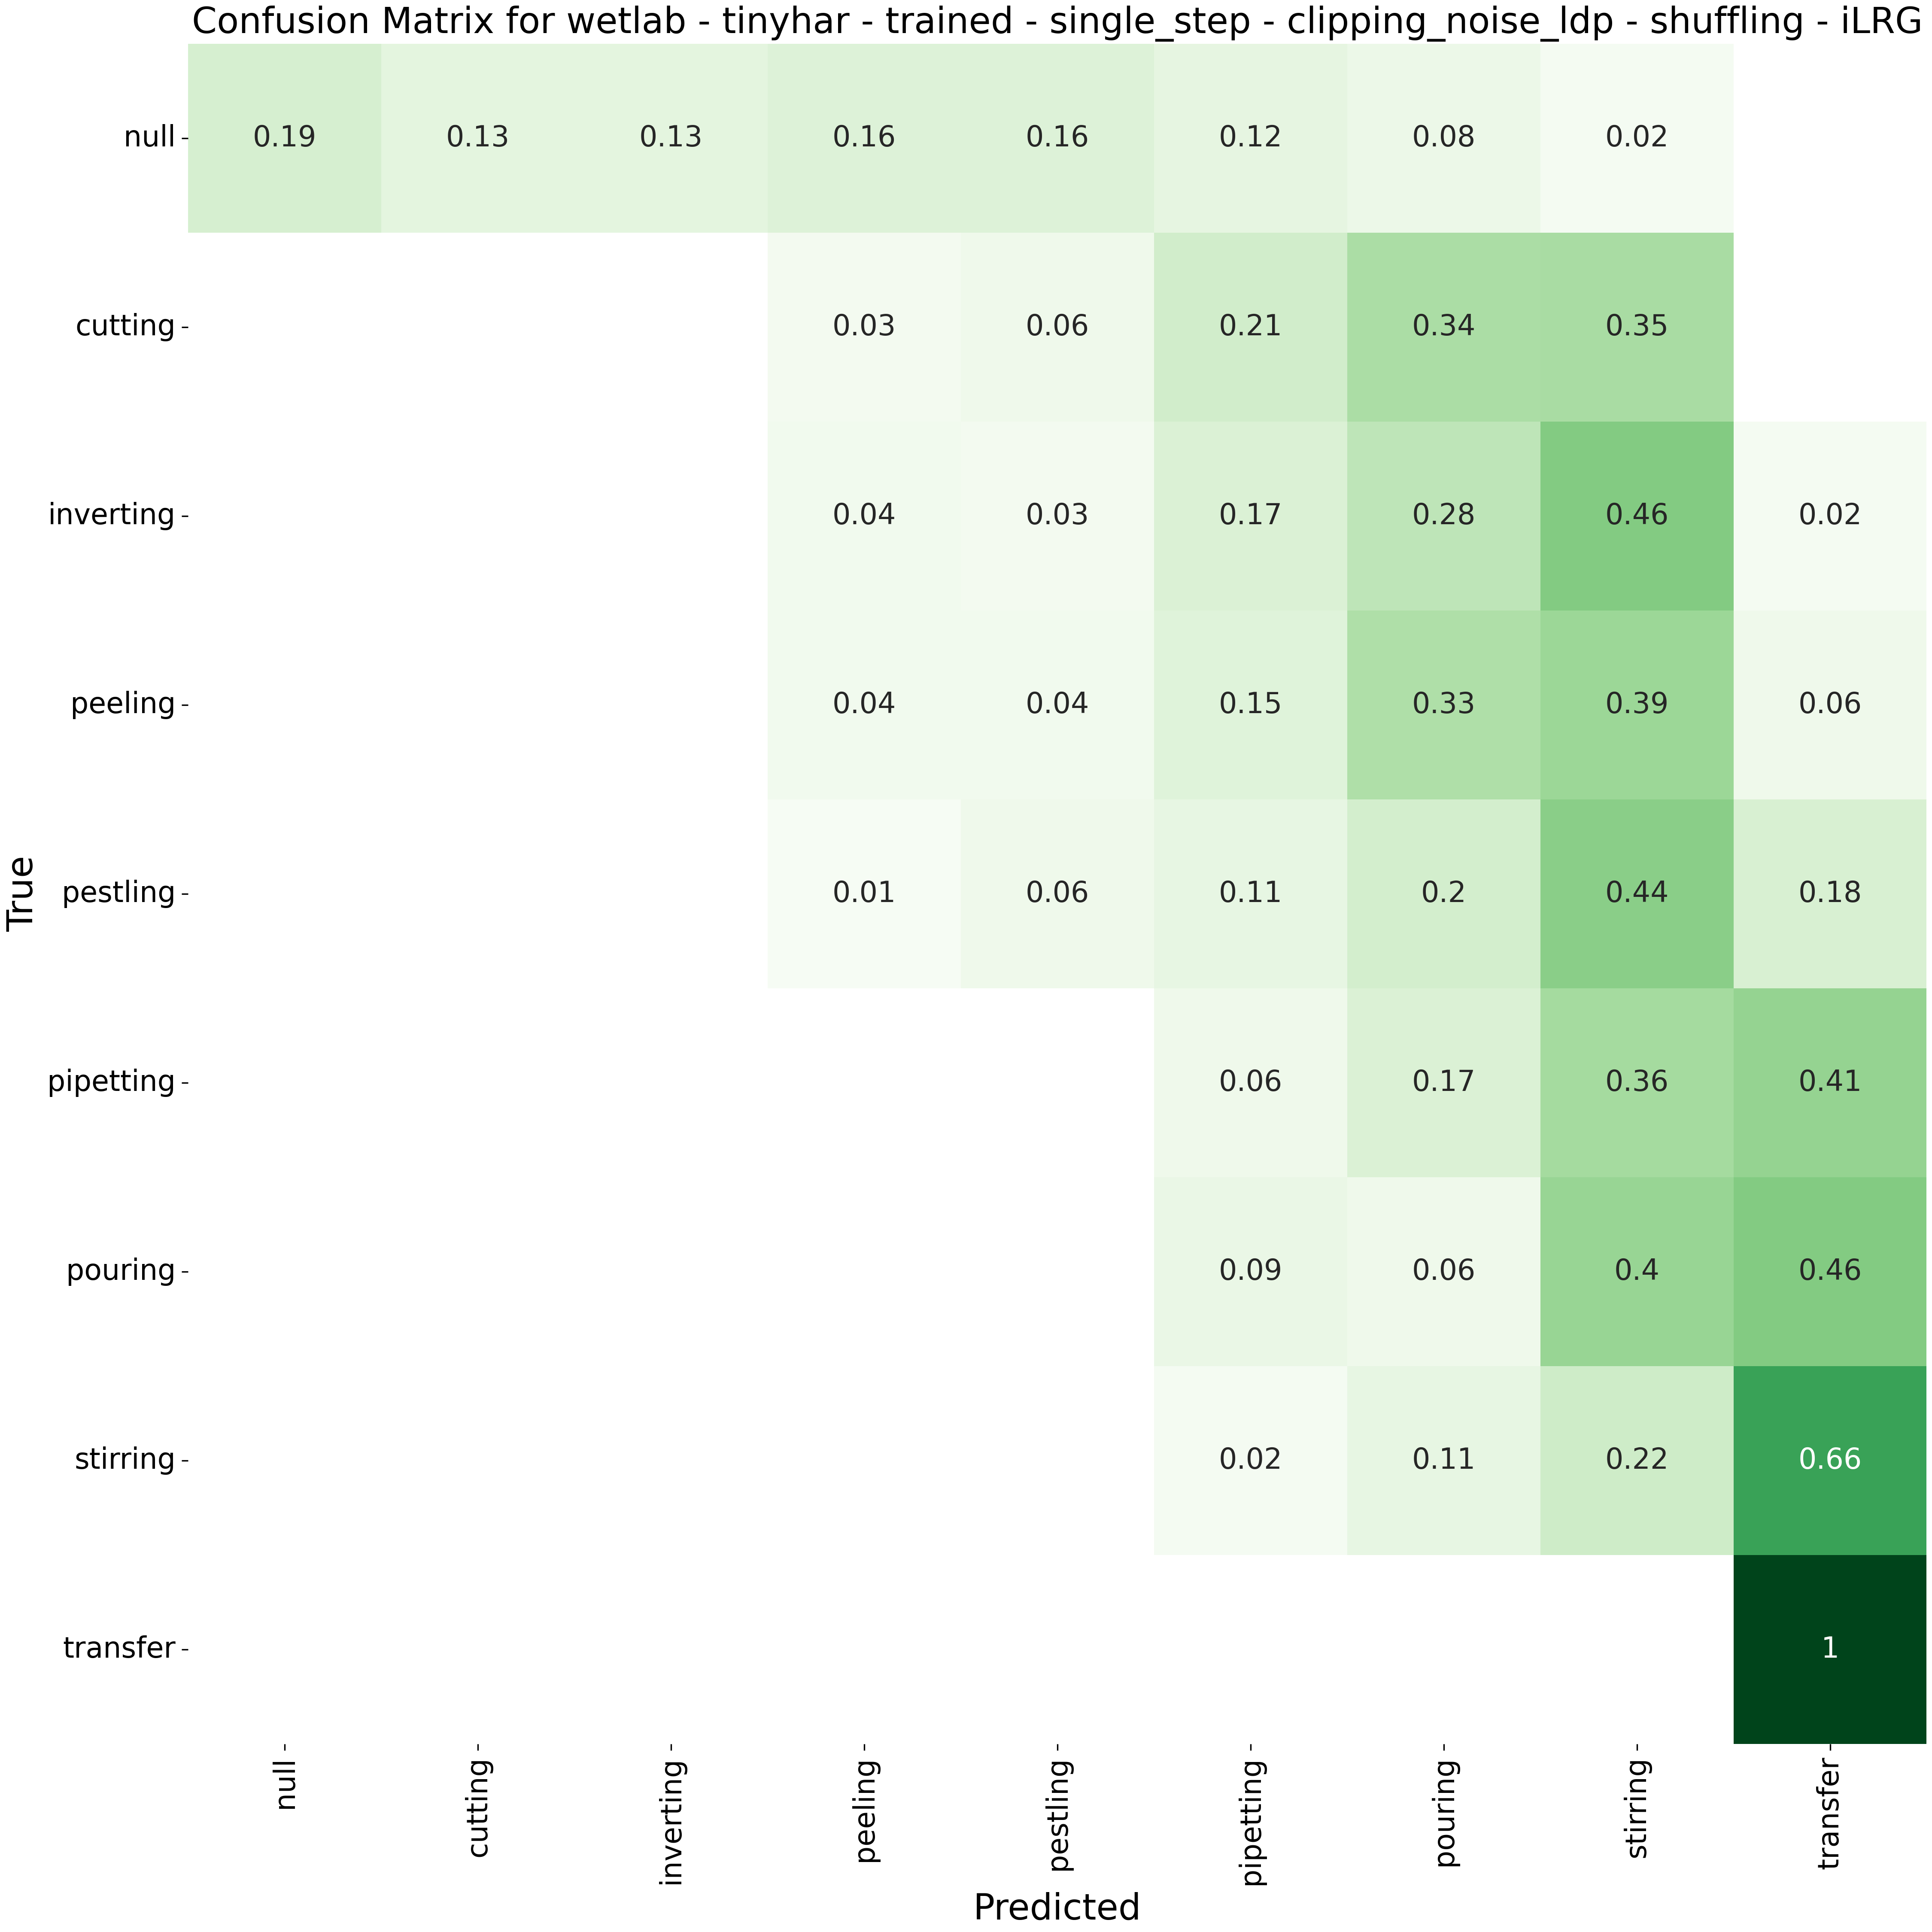 Confusion Matrix for wetlab - tinyhar - trained - single_step - clipping_noise_ldp - shuffling - iLRG
null 0.19 0.13 0.13 0.16 0.16 0.12 0.08 0.02
cutting 0.03 0.06 0.21 0.34 0.35
inverting 0.04 0.03 0.17 0.28 0.46 0.02
peeling 0.04 0.04 0.15 0.33 0.39 0.06
pestling 0.01 0.06 0.11 0.2 0.44 0.18
pipetting 0.06 0.17 0.36 0.41
pouring 0.09 0.06 0.4 0.46
stirring 0.02 0.11 0.22 0.66
transfer 1
True
null cutting inverting peeling pestling pipetting pouring stirring transfer
Predicted